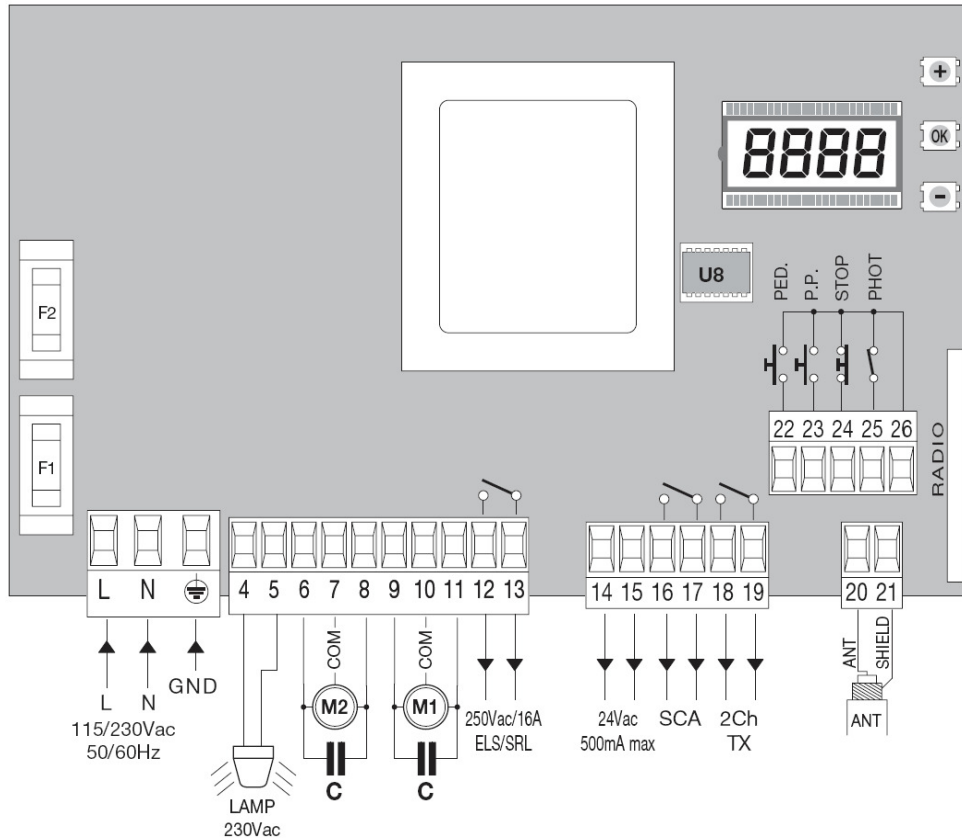 +
OK
-
8888
U8
PED.
P.P.
STOP
PHOT
F2
F1
22 23 24 25 26
RADIO
L N
4 5 6 7 8 9 10 11 12 13
14 15 16 17 18 19
20 21
L N GND
115/230Vac
50/60Hz
LAMP
230Vac
COM
M2
C
COM
M1
C
250Vac/16A
ELS/SRL
24Vac
500mA max
SCA
2Ch
TX
ANT
SHIELD
ANT